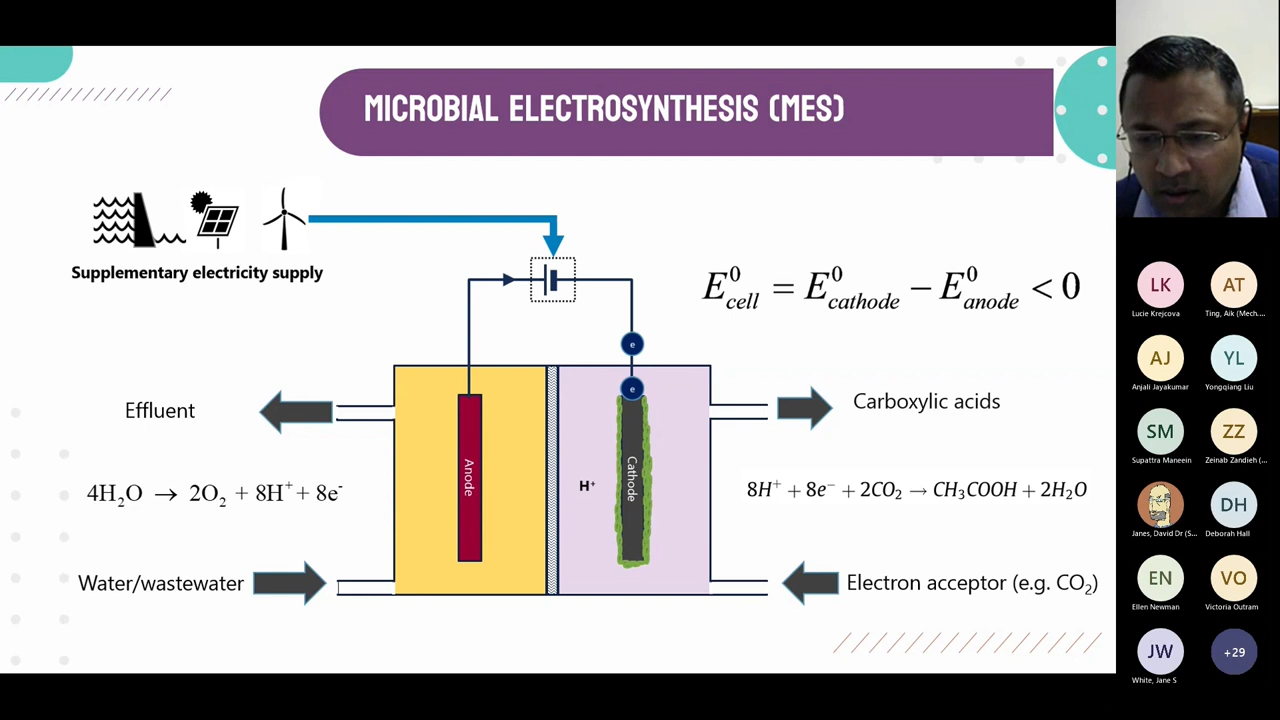 MICROBIAL ELECTROSYNTHESIS (MES)
Supplementary electricity supply
E⁰cell = E⁰cathode − E⁰anode < 0
e
e
Effluent
Carboxylic acids
Anode
H⁺
Cathode
4H₂O → 2O₂ + 8H⁺ + 8e⁻
8H⁺ + 8e⁻ + 2CO₂ → CH₃COOH + 2H₂O
Water/wastewater
Electron acceptor (e.g. CO₂)
LK
AT
Lucie Krejcova
Ting, Aik (Mech....
AJ
YL
Anjali Jayakumar
Yongqiang Liu
SM
ZZ
Supattra Maneein
Zeinab Zandieh (...
DH
Janes, David Dr (S...
Deborah Hall
EN
VO
Ellen Newman
Victoria Outram
JW
+29
White, Jane S